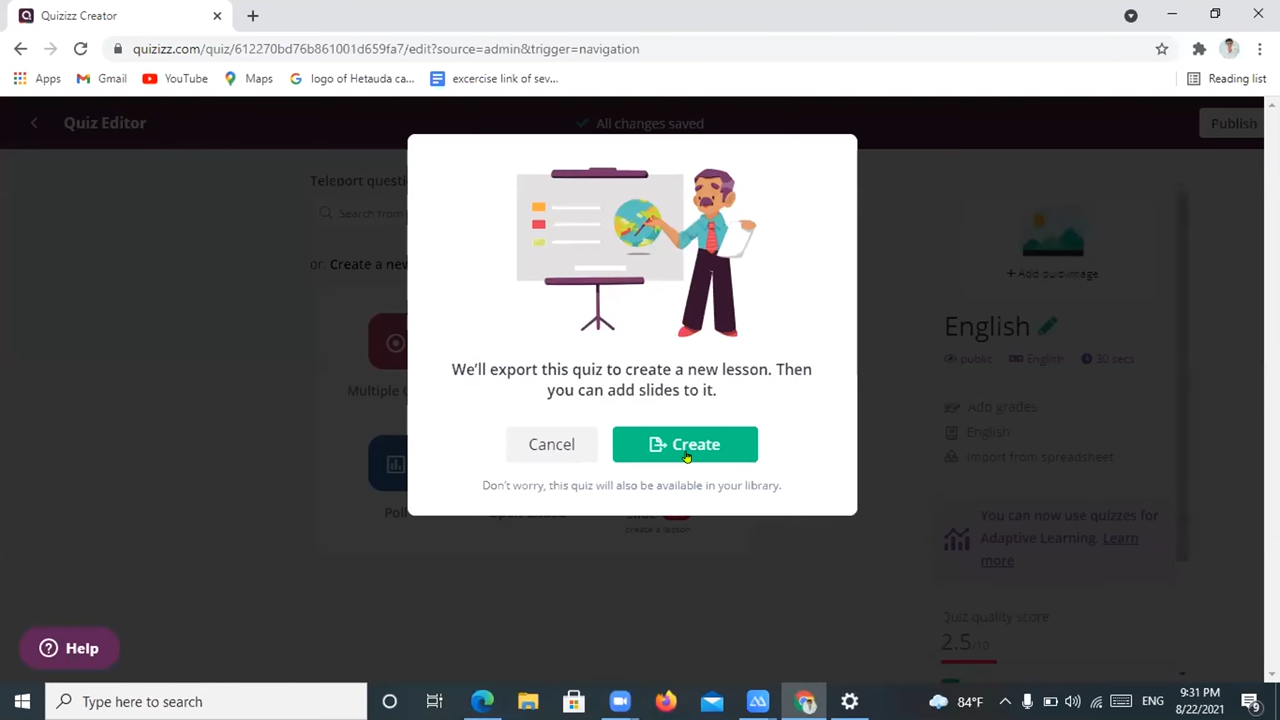 Quizizz Creator
quizizz.com/quiz/612270bd76b861001d659fa7/edit?source=admin&trigger=navigation
Apps Gmail YouTube Maps logo of Hetauda ca... excercise link of sev... Reading list
Quiz Editor All changes saved Publish
Teleport questi
Search from
or. Create a new
+ Add quiz image
English
public English 30 secs
Multiple
Add grades
English
Import from spreadsheet
We'll export this quiz to create a new lesson. Then
you can add slides to it.
Cancel Create
Don't worry, this quiz will also be available in your library.
Poll
create a lesson
You can now use quizzes for
Adaptive Learning. Learn
more
Quiz quality score
2.5/10
Help
Type here to search
84°F ENG
9:31 PM
8/22/2021
9